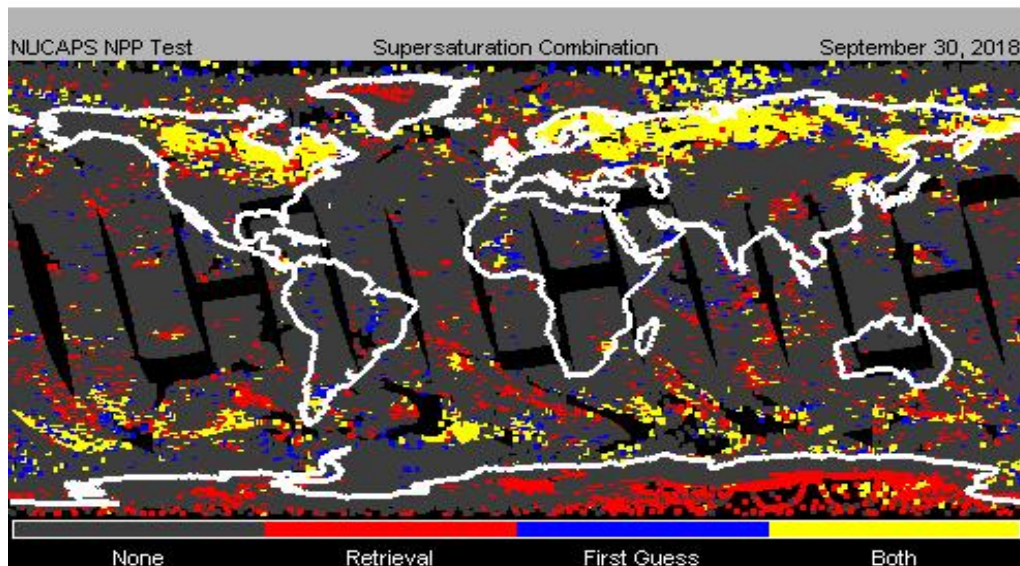 NUCAPS NPP Test Supersaturation Combination September 30, 2018
None Retrieval First Guess Both